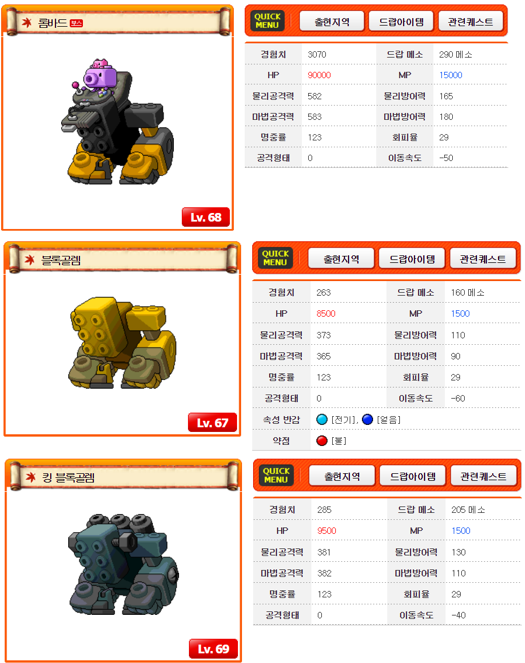 롬바드 보스
Lv. 68
QUICK MENU 출현지역 드랍아이템 관련퀘스트
경험치 3070 드랍 메소 290 메소
HP 90000 MP 15000
물리공격력 582 물리방어력 165
마법공격력 583 마법방어력 180
명중률 123 회피율 29
공격형태 0 이동속도 -50
블록골렘
Lv. 67
QUICK MENU 출현지역 드랍아이템 관련퀘스트
경험치 263 드랍 메소 160 메소
HP 8500 MP 1500
물리공격력 373 물리방어력 110
마법공격력 365 마법방어력 90
명중률 123 회피율 29
공격형태 0 이동속도 -60
속성 반감 [전기], [얼음]
약점 [불]
킹 블록골렘
Lv. 69
QUICK MENU 출현지역 드랍아이템 관련퀘스트
경험치 285 드랍 메소 205 메소
HP 9500 MP 1500
물리공격력 381 물리방어력 130
마법공격력 382 마법방어력 110
명중률 123 회피율 29
공격형태 0 이동속도 -40